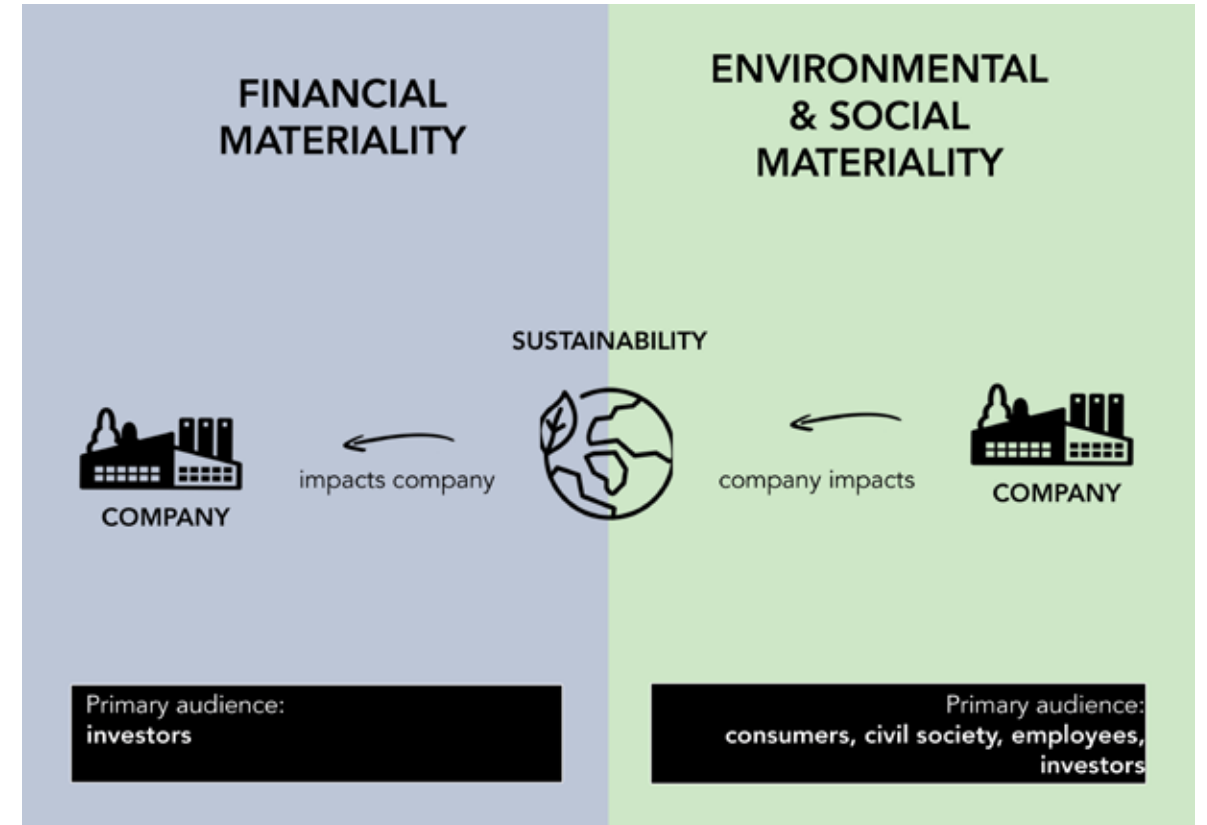 FINANCIAL
MATERIALITY
ENVIRONMENTAL
& SOCIAL
MATERIALITY
SUSTAINABILITY
impacts company
company impacts
COMPANY
COMPANY
Primary audience:
investors
Primary audience:
consumers, civil society, employees,
investors